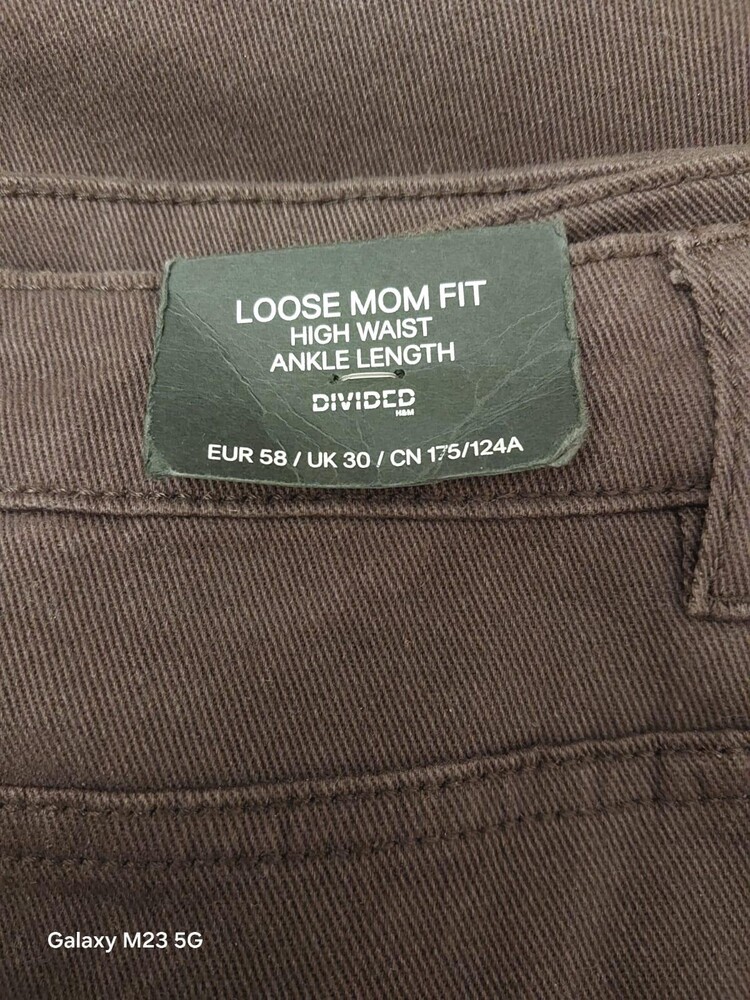 LOOSE MOM FIT
HIGH WAIST
ANKLE LENGTH
DIVIDED
H&M
EUR 58 / UK 30 / CN 175/124A
Galaxy M23 5G